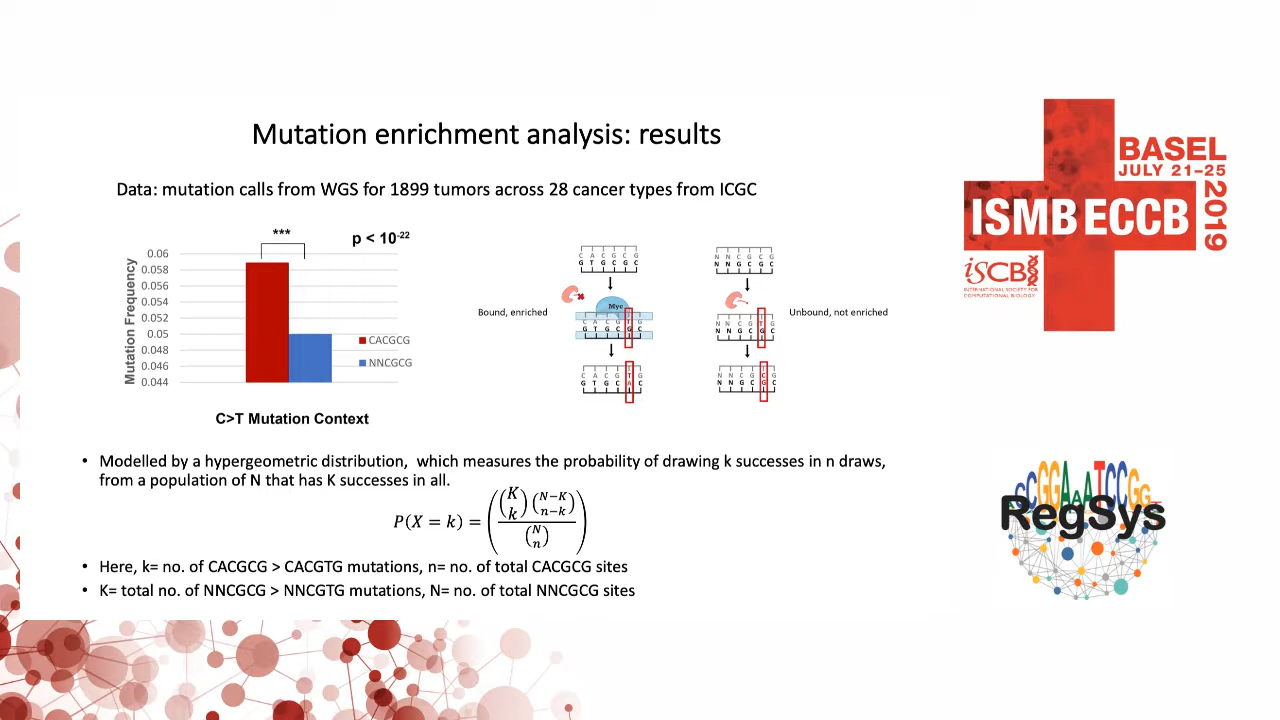 Mutation enrichment analysis: results
Data: mutation calls from WGS for 1899 tumors across 28 cancer types from ICGC
***
p < 10-22
0.06
0.058
0.056
0.054
0.052
0.05
0.048
0.046
0.044
Mutation Frequency
CACGCG
NNCGCG
C>T Mutation Context
C A C G C G
G T G C G C
Bound, enriched
Myc
C A C G T G
G T G C G C
C A C G T G
G T G C A C
N N C G C G
N N G C G C
Unbound, not enriched
N N C G T G
N N G C G C
N N C G C G
N N G C G C
• Modelled by a hypergeometric distribution, which measures the probability of drawing k successes in n draws,
from a population of N that has K successes in all.
P(X = k) = ( (K k) (N−K n−k) / (N n) )
• Here, k= no. of CACGCG > CACGTG mutations, n= no. of total CACGCG sites
• K= total no. of NNCGCG > NNCGTG mutations, N= no. of total NNCGCG sites
BASEL
JULY 21–25
2019
ISMB ECCB
ISCB
INTERNATIONAL SOCIETY FOR
COMPUTATIONAL BIOLOGY
RegSys